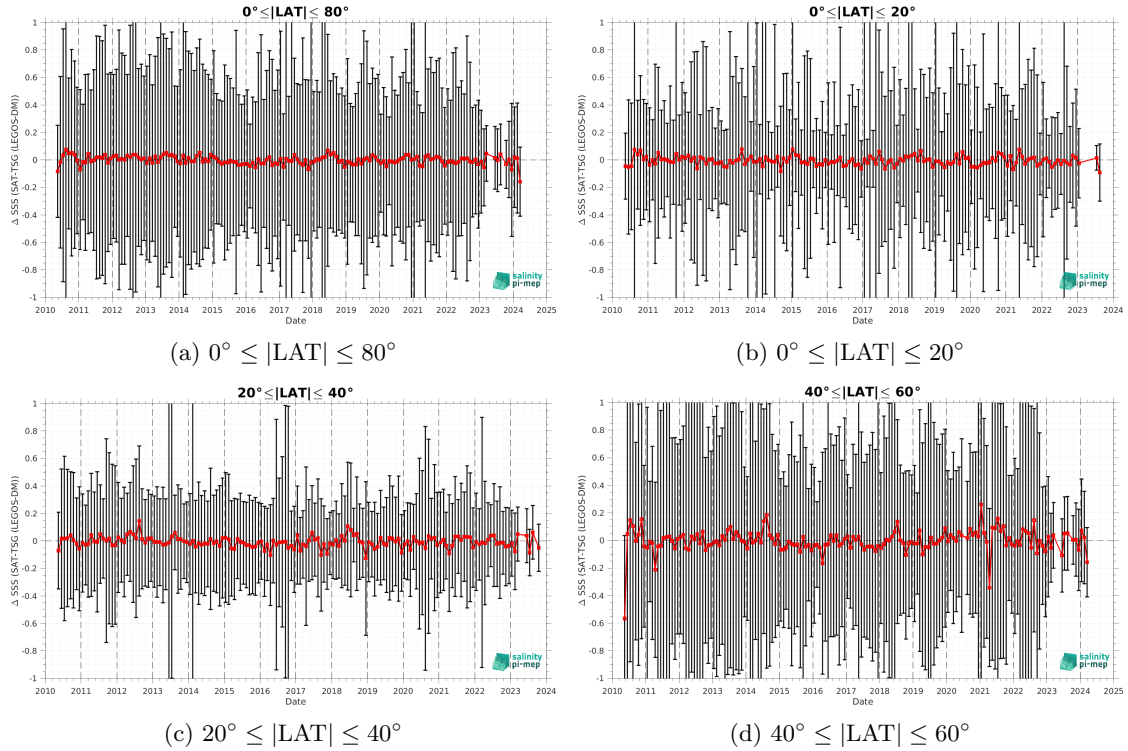 0°≤|LAT|≤ 80°
Δ SSS (SAT-TSG (LEGOS-DM))
1
0.8
0.6
0.4
0.2
0
-0.2
-0.4
-0.6
-0.8
-1
2010 2011 2012 2013 2014 2015 2016 2017 2018 2019 2020 2021 2022 2023 2024 2025
Date
salinity
pi-mep
(a) 0° ≤ |LAT| ≤ 80°
0°≤|LAT|≤ 20°
Δ SSS (SAT-TSG (LEGOS-DM))
1
0.8
0.6
0.4
0.2
0
-0.2
-0.4
-0.6
-0.8
-1
2010 2011 2012 2013 2014 2015 2016 2017 2018 2019 2020 2021 2022 2023 2024
Date
salinity
pi-mep
(b) 0° ≤ |LAT| ≤ 20°
20°≤|LAT|≤ 40°
Δ SSS (SAT-TSG (LEGOS-DM))
1
0.8
0.6
0.4
0.2
0
-0.2
-0.4
-0.6
-0.8
-1
2010 2011 2012 2013 2014 2015 2016 2017 2018 2019 2020 2021 2022 2023 2024
Date
salinity
pi-mep
(c) 20° ≤ |LAT| ≤ 40°
40°≤|LAT|≤ 60°
Δ SSS (SAT-TSG (LEGOS-DM))
1
0.8
0.6
0.4
0.2
0
-0.2
-0.4
-0.6
-0.8
-1
2010 2011 2012 2013 2014 2015 2016 2017 2018 2019 2020 2021 2022 2023 2024 2025
Date
salinity
pi-mep
(d) 40° ≤ |LAT| ≤ 60°